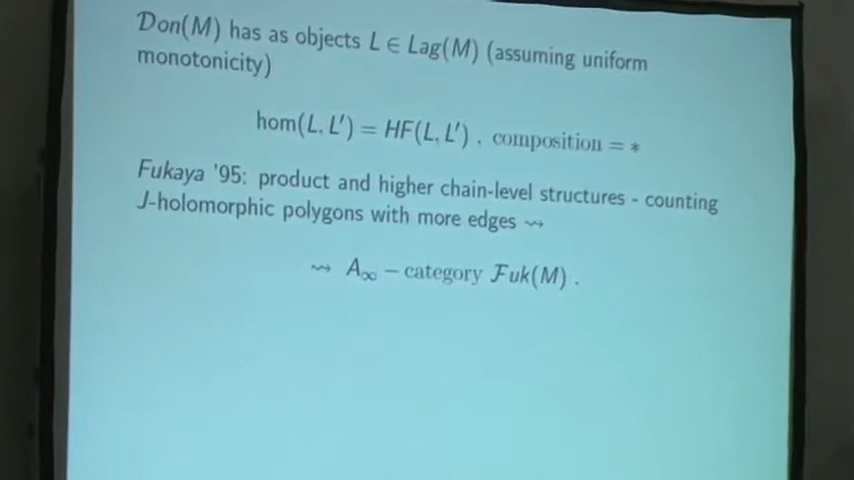 𝒟on(M) has as objects L ∈ Lag(M) (assuming uniform
monotonicity)
hom(L, L′) = HF(L, L′) , composition = ∗
Fukaya '95: product and higher chain-level structures - counting
J-holomorphic polygons with more edges ⇝
⇝ A∞ − category ℱuk(M) .